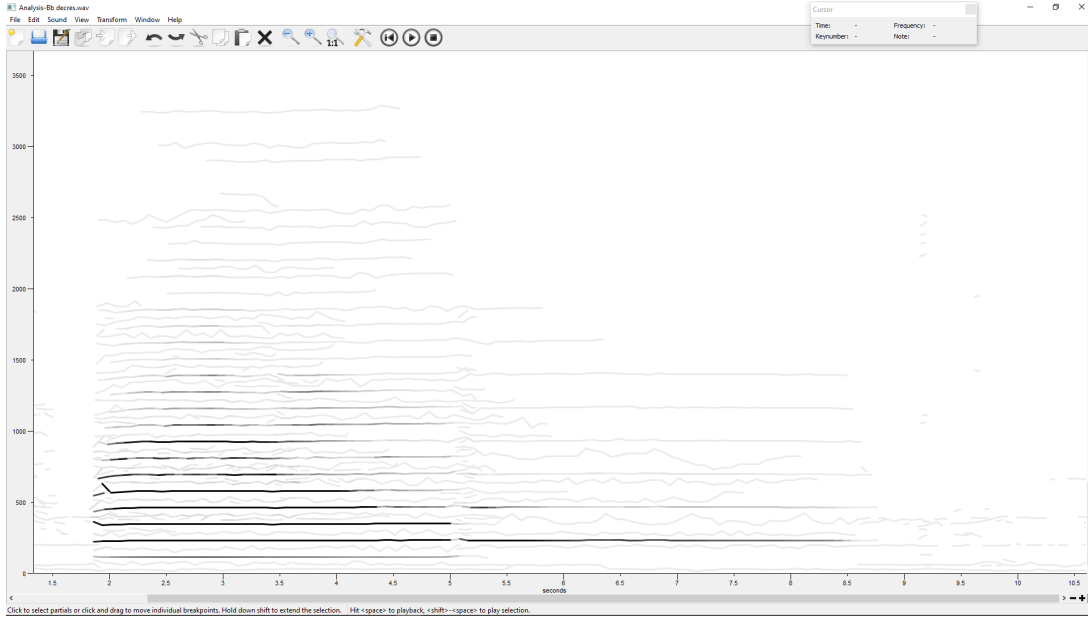 Analysis-Bb decres.wav
File Edit Sound View Transform Window Help
Cursor
Time: - Frequency: -
Keynumber: - Note: -
1:1
3500
3000
2500
2000
1500
1000
500
0
1.5 2 2.5 3 3.5 4 4.5 5 5.5 6 6.5 7 7.5 8 8.5 9 9.5 10 10.5
seconds
Click to select partials or click and drag to move individual breakpoints. Hold down shift to extend the selection. Hit <space> to playback, <shift>-<space> to play selection.